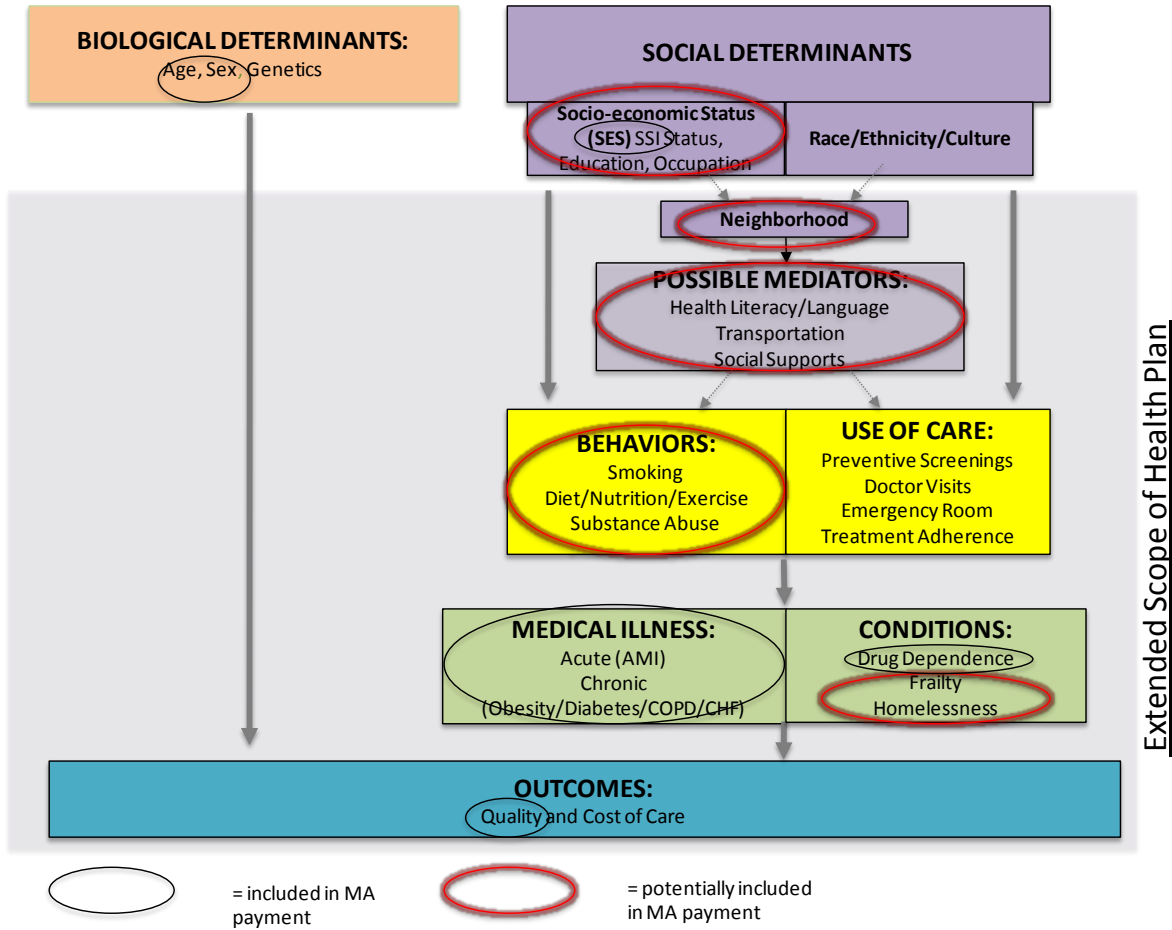 BIOLOGICAL DETERMINANTS:
Age, Sex, Genetics
SOCIAL DETERMINANTS
Socio-economic Status
(SES) SSI Status,
Education, Occupation
Race/Ethnicity/Culture
Neighborhood
POSSIBLE MEDIATORS:
Health Literacy/Language
Transportation
Social Supports
BEHAVIORS:
Smoking
Diet/Nutrition/Exercise
Substance Abuse
USE OF CARE:
Preventive Screenings
Doctor Visits
Emergency Room
Treatment Adherence
MEDICAL ILLNESS:
Acute (AMI)
Chronic
(Obesity/Diabetes/COPD/CHF)
CONDITIONS:
Drug Dependence
Frailty
Homelessness
OUTCOMES:
Quality and Cost of Care
Extended Scope of Health Plan
= included in MA
payment
= potentially included
in MA payment